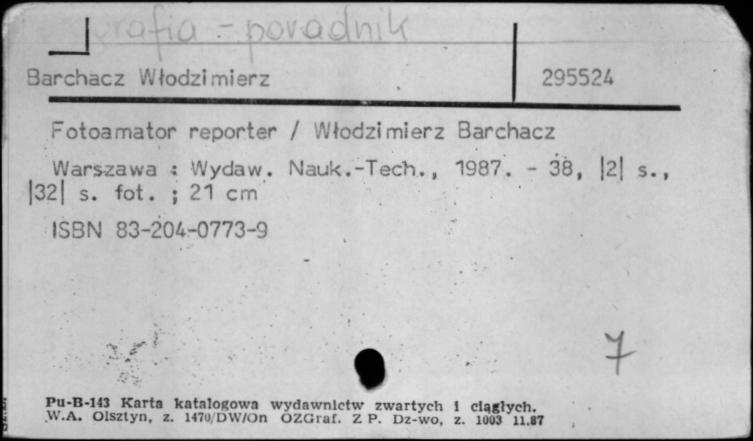 - poradnik
Barchacz Włodzimierz 295524
Fotoamator reporter / Włodzimierz Barchacz
Warszawa : Wydaw. Nauk.-Tech., 1987. - 38, |2| s.,
|32| s. fot. ; 21 cm
ISBN 83-204-0773-9
7
Pu-B-143 Karta katalogowa wydawnictw zwartych i ciągłych.
W.A. Olsztyn, z. 1470/DW/On OZGraf. Z P. Dz-wo, z. 1003 11.87